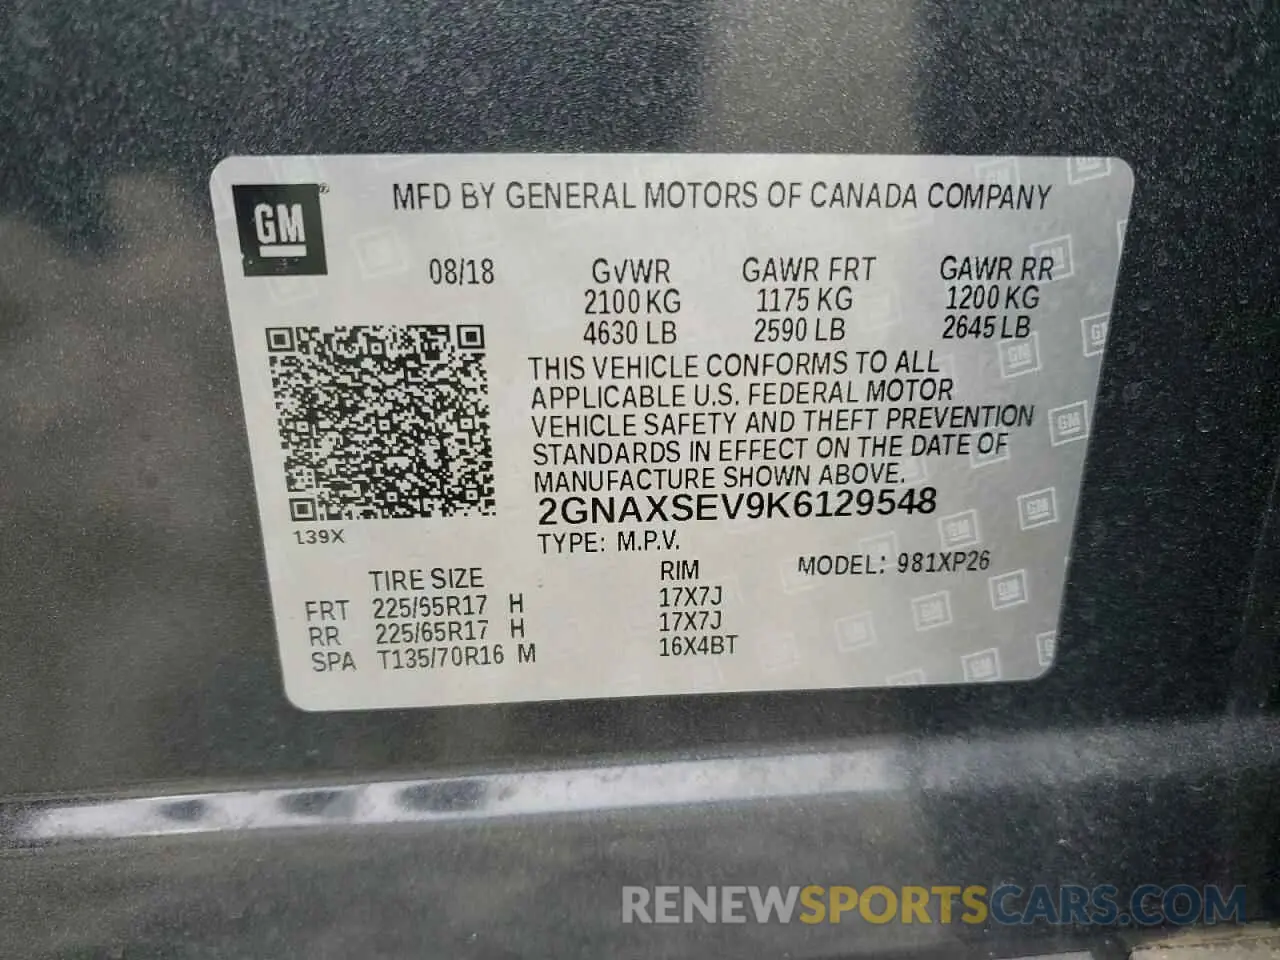 GM ®
MFD BY GENERAL MOTORS OF CANADA COMPANY
08/18 GVWR GAWR FRT GAWR RR
2100 KG 1175 KG 1200 KG
4630 LB 2590 LB 2645 LB
THIS VEHICLE CONFORMS TO ALL
APPLICABLE U.S. FEDERAL MOTOR
VEHICLE SAFETY AND THEFT PREVENTION
STANDARDS IN EFFECT ON THE DATE OF
MANUFACTURE SHOWN ABOVE.
2GNAXSEV9K6129548
139X
TYPE: M.P.V.
MODEL: 981XP26
TIRE SIZE RIM
FRT 225/65R17 H 17X7J
RR 225/65R17 H 17X7J
SPA T135/70R16 M 16X4BT
RENEWSPORTSCARS.COM